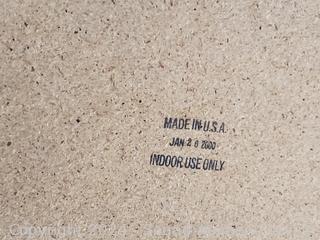 MADE IN U.S.A.
JAN 28 2000
INDOOR USE ONLY